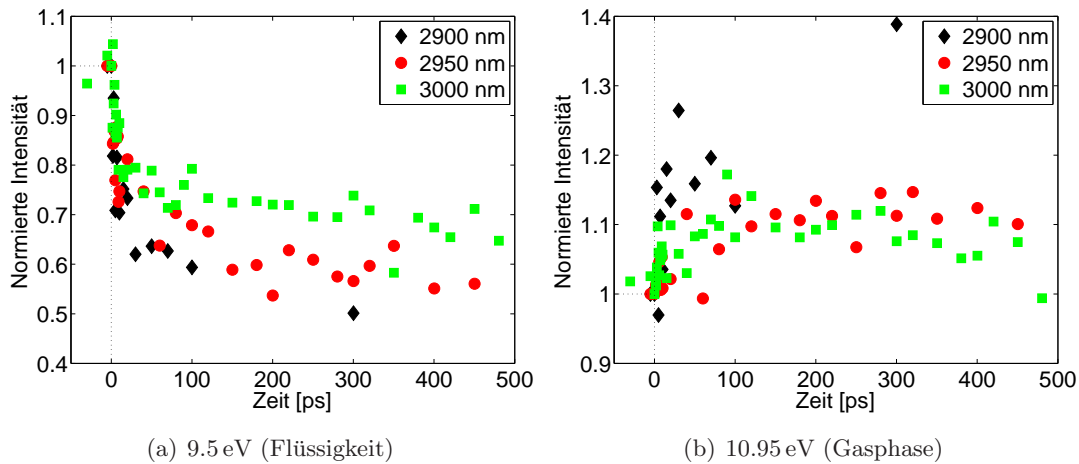 1.1
1
0.9
0.8
0.7
0.6
0.5
0.4
0
100
200
300
400
500
Normierte Intensität
Zeit [ps]
2900 nm
2950 nm
3000 nm
(a) 9.5 eV (Flüssigkeit)
1.4
1.3
1.2
1.1
1
0.9
0
100
200
300
400
500
Normierte Intensität
Zeit [ps]
2900 nm
2950 nm
3000 nm
(b) 10.95 eV (Gasphase)